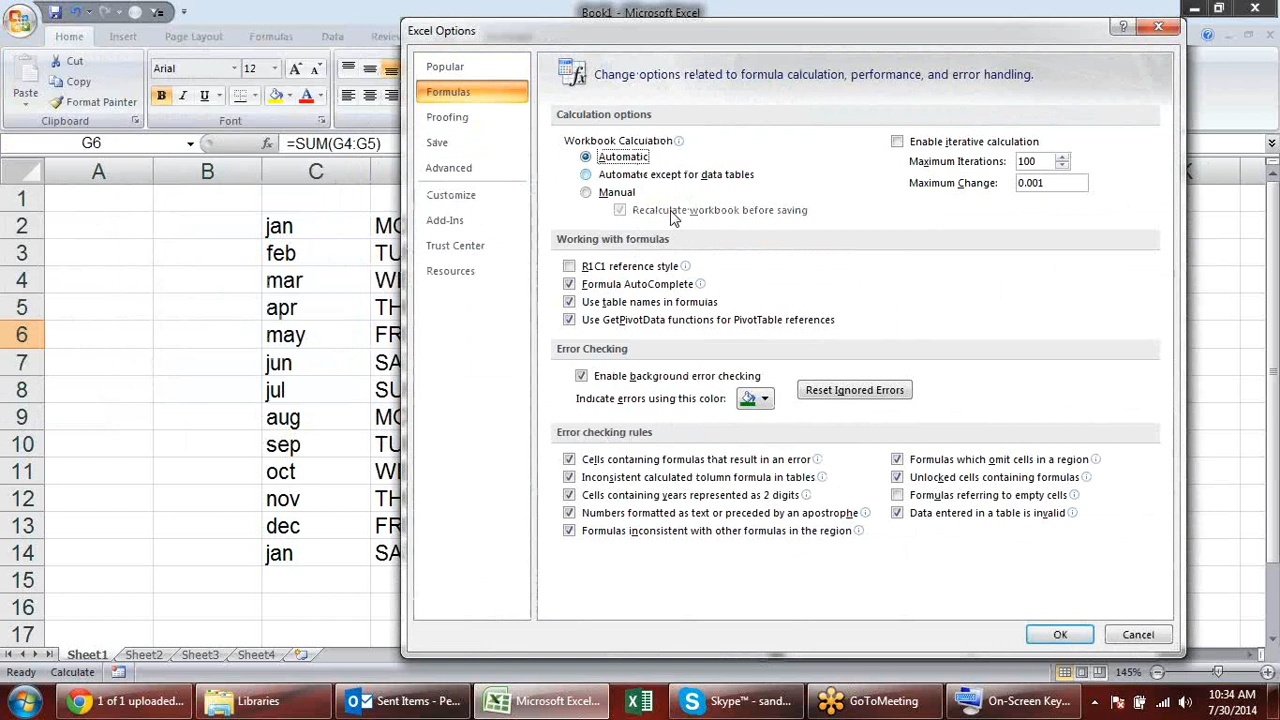 Book1 - Microsoft Excel
Excel Options
Home Insert Page Layout Formulas Data
Paste
Cut
Copy
Format Painter
Clipboard
Arial 12
B I U
Font
G6 fx =SUM(G4:G5)
A B C
1
2 jan
3 feb
4 mar
5 apr
6 may
7 jun
8 jul
9 aug
10 sep
11 oct
12 nov
13 dec
14 jan
15
16
17
Popular
Formulas
Proofing
Save
Advanced
Customize
Add-Ins
Trust Center
Resources
Change options related to formula calculation, performance, and error handling.
Calculation options
Workbook Calculation
Automatic
Automatic except for data tables
Manual
Recalculate workbook before saving
Enable iterative calculation
Maximum Iterations: 100
Maximum Change: 0.001
Working with formulas
R1C1 reference style
Formula AutoComplete
Use table names in formulas
Use GetPivotData functions for PivotTable references
Error Checking
Enable background error checking
Indicate errors using this color:
Reset Ignored Errors
Error checking rules
Cells containing formulas that result in an error
Inconsistent calculated column formula in tables
Cells containing years represented as 2 digits
Numbers formatted as text or preceded by an apostrophe
Formulas inconsistent with other formulas in the region
Formulas which omit cells in a region
Unlocked cells containing formulas
Formulas referring to empty cells
Data entered in a table is invalid
OK Cancel
Sheet1 Sheet2 Sheet3 Sheet4
Ready Calculate 145%
1 of 1 uploaded... Libraries Sent Items - Pe... Microsoft Excel... Skype™ - sand... GoToMeeting On-Screen Key...
10:34 AM
7/30/2014